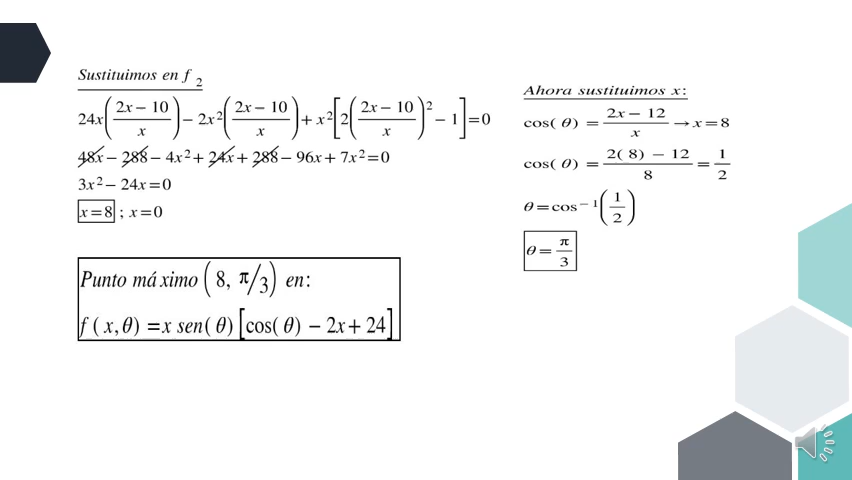 Sustituimos en f₂
24x((2x − 10)/x) − 2x²((2x − 10)/x) + x²[2((2x − 10)/x)² − 1] = 0
48x − 288 − 4x² + 24x + 288 − 96x + 7x² = 0
3x² − 24x = 0
x = 8 ; x = 0
Punto máximo (8, π/3) en:
f(x,θ) = x sen(θ)[cos(θ) − 2x + 24]
Ahora sustituimos x:
cos(θ) = (2x − 12)/x → x = 8
cos(θ) = (2(8) − 12)/8 = 1/2
θ = cos⁻¹(1/2)
θ = π/3